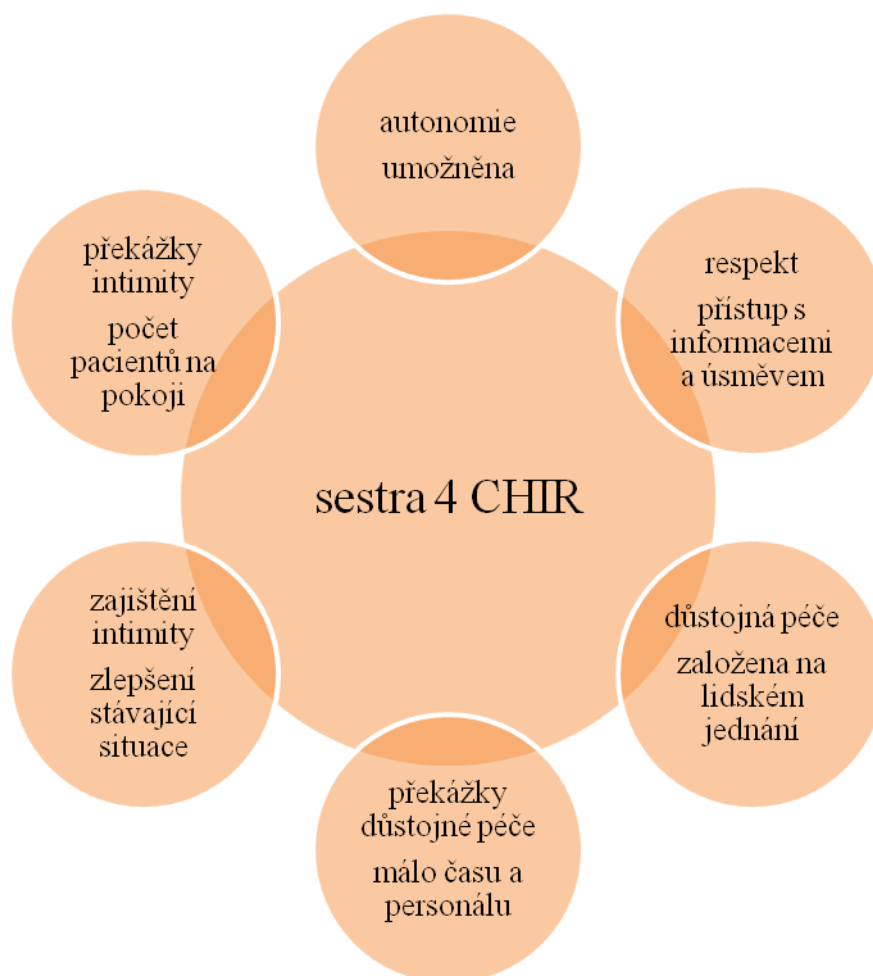 autonomie
umožněna
respekt
přístup s
informacemi
a úsměvem
důstojná péče
založena na
lidském
jednání
překážky
důstojné péče
málo času a
personálu
zajištění
intimity
zlepšení
stávající
situace
překážky
intimity
počet
pacientů na
pokoji
sestra 4 CHIR